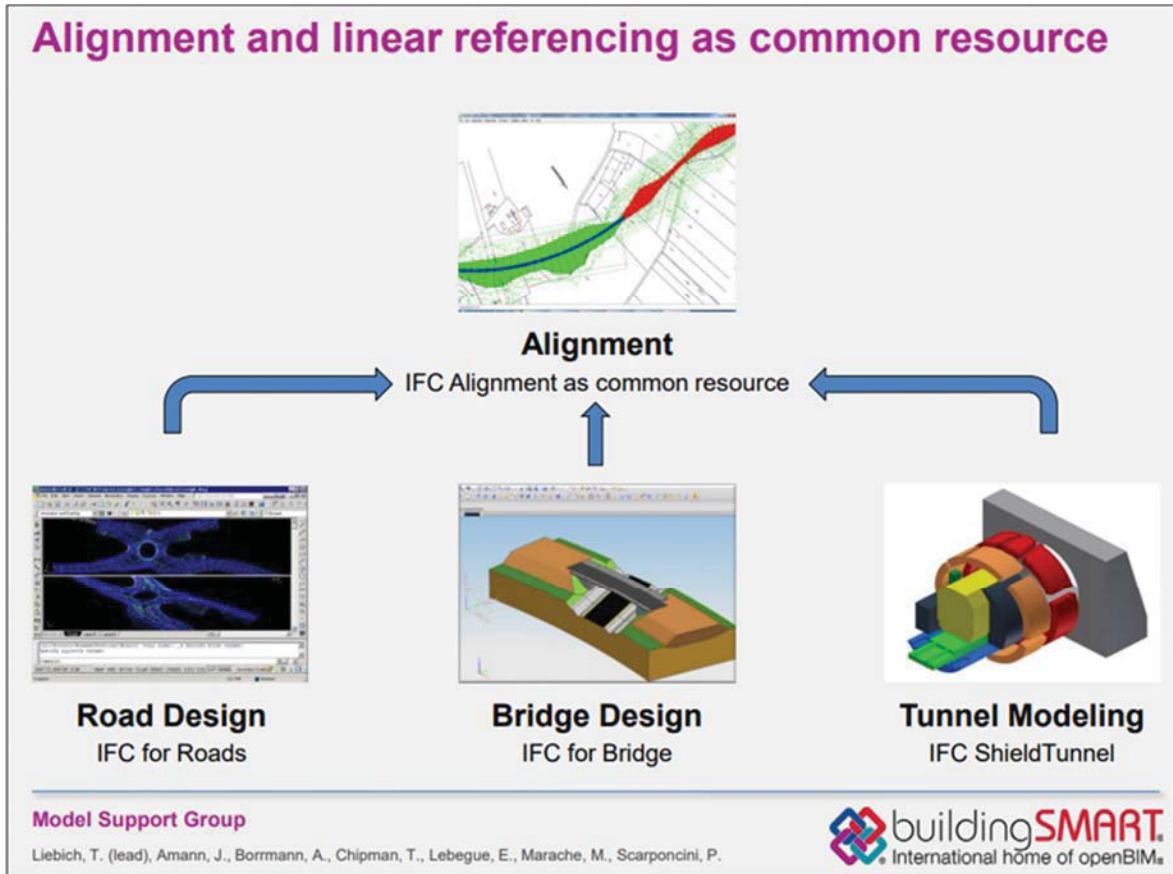 Alignment and linear referencing as common resource
Alignment
IFC Alignment as common resource
Road Design
IFC for Roads
Bridge Design
IFC for Bridge
Tunnel Modeling
IFC ShieldTunnel
Model Support Group
Liebich, T. (lead), Amann, J., Borrmann, A., Chipman, T., Lebegue, E., Marache, M., Scarponcini, P.
buildingSMART®
International home of openBIM®